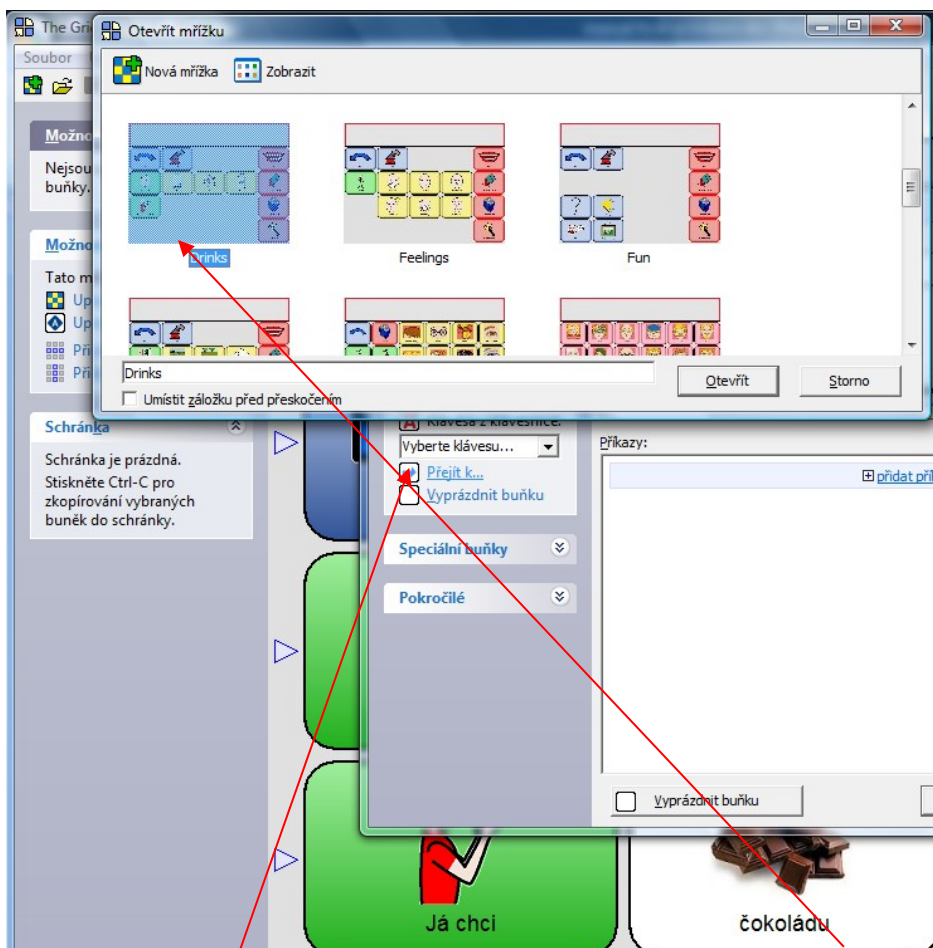 The Gri
Otevřít mřížku
Soubor
Nová mřížka
Zobrazit
Možno
Nejsou
buňky.
Drinks
Feelings
Fun
Možno
Tato m
Up
Up
Při
Při
Drinks
Otevřít
Storno
Umístit záložku před přeskočením
Schránka
Schránka je prázdná.
Stiskněte Ctrl-C pro
zkopírování vybraných
buněk do schránky.
Klávesa z klávesnice:
Vyberte klávesu...
Přejít k...
Vyprázdnit buňku
Speciální buňky
Pokročilé
Příkazy:
přidat pří
Vyprázdnit buňku
Já chci
čokoládu